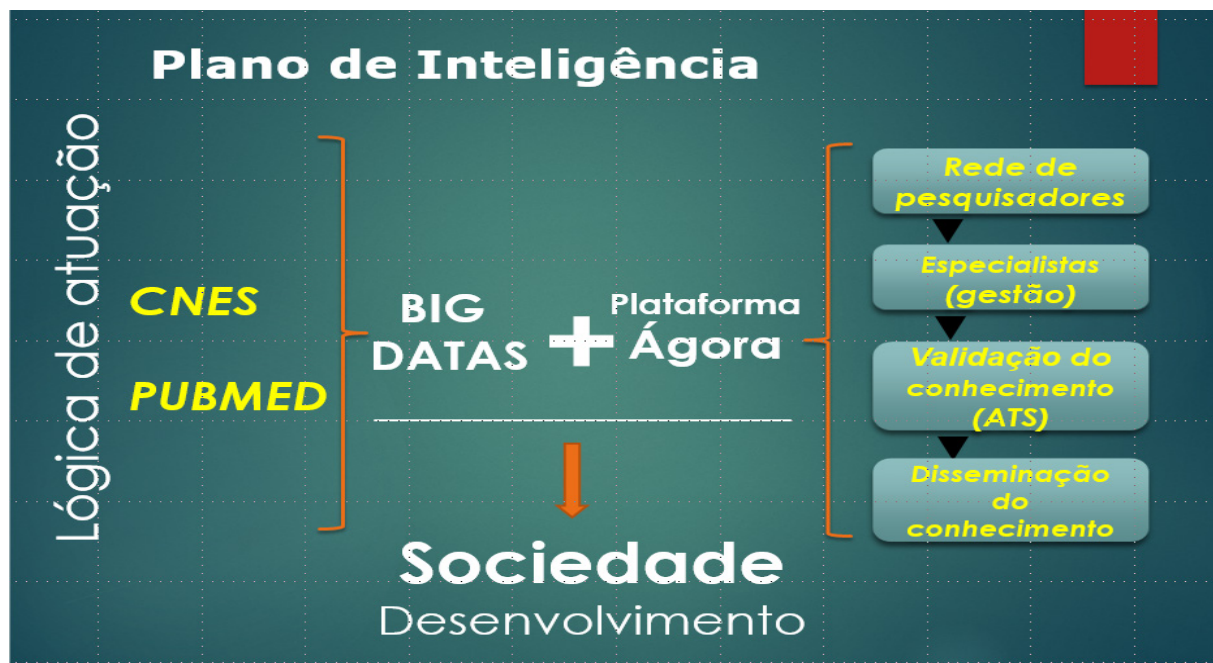 Plano de Inteligência
Lógica de atuação
CNES
PUBMED
BIG
DATAS
+
Plataforma
Ágora
Rede de
pesquisadores
Especialistas
(gestão)
Validação do
conhecimento
(ATS)
Disseminação
do
conhecimento
Sociedade
Desenvolvimento